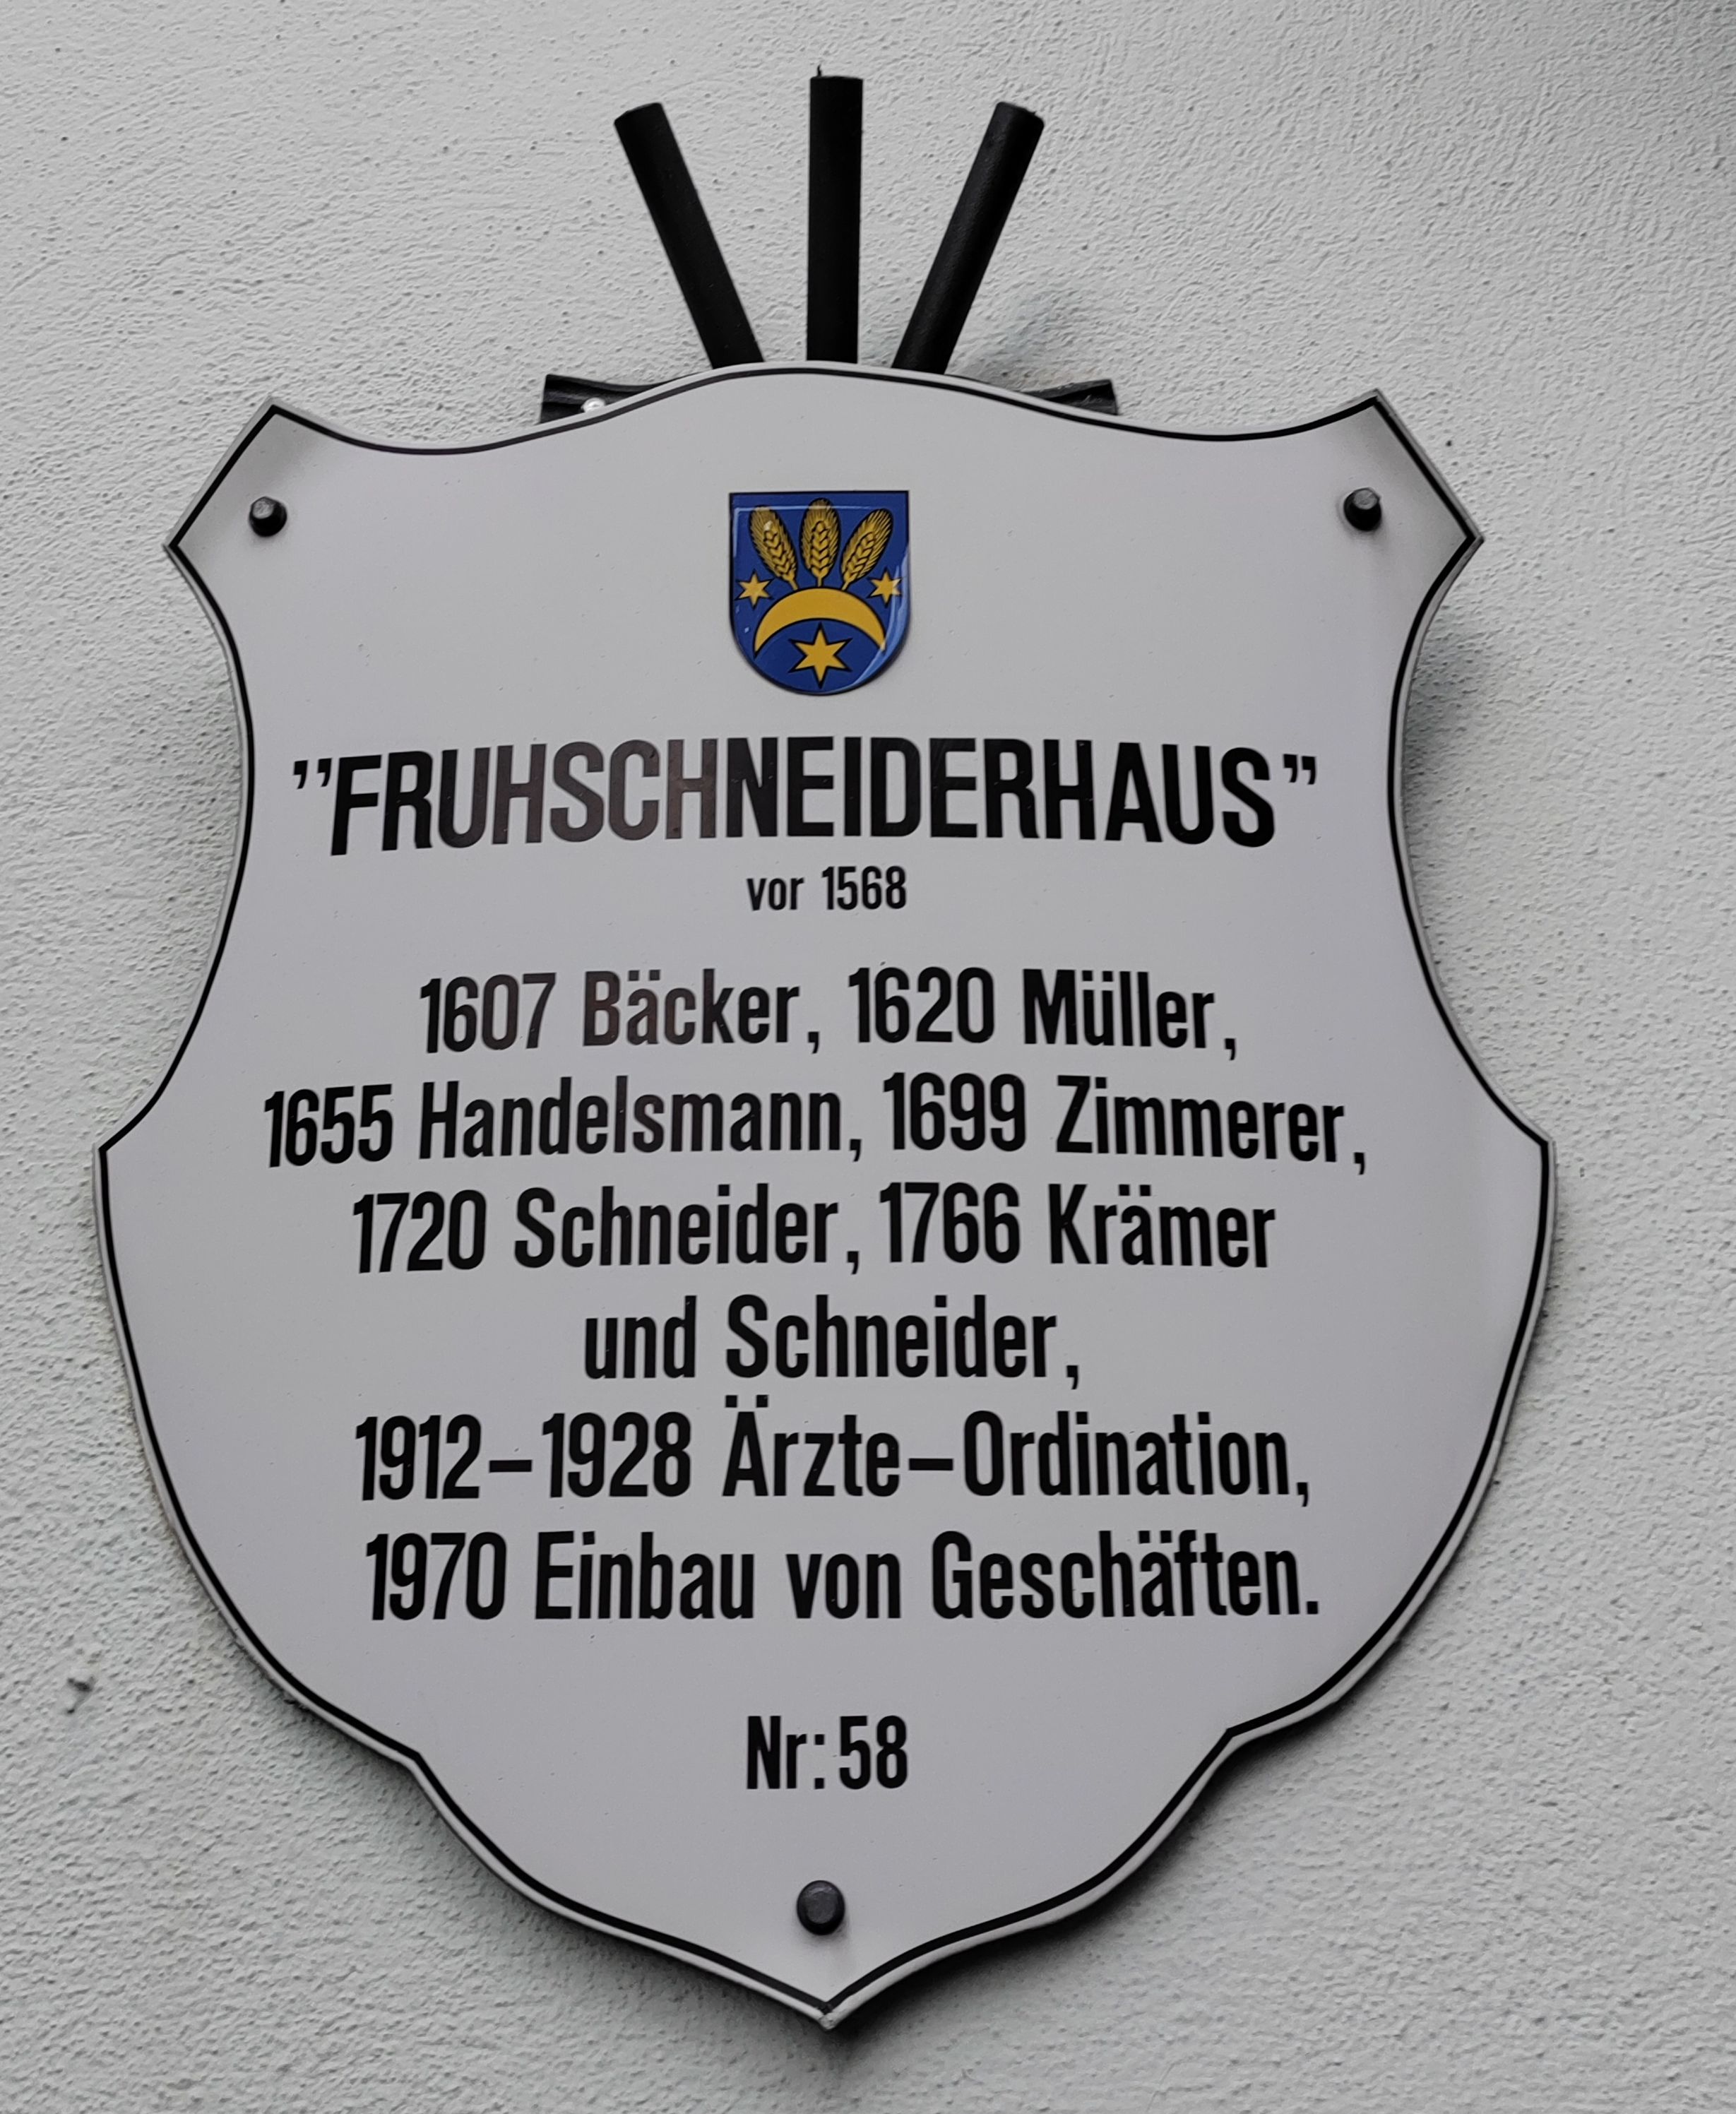 "FRUHSCHNEIDERHAUS"
vor 1568
1607 Bäcker, 1620 Müller,
1655 Handelsmann, 1699 Zimmerer,
1720 Schneider, 1766 Krämer
und Schneider,
1912-1928 Ärzte-Ordination,
1970 Einbau von Geschäften.
Nr: 58